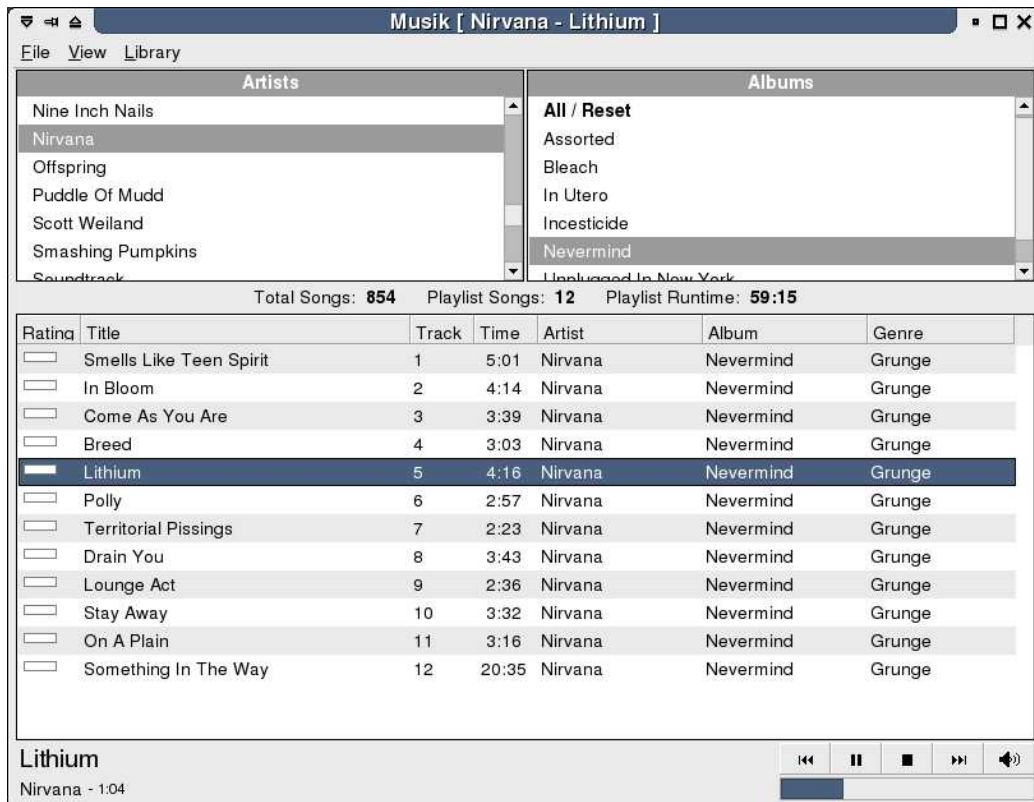 Musik [ Nirvana - Lithium ]
File View Library
Artists
Nine Inch Nails
Nirvana
Offspring
Puddle Of Mudd
Scott Weiland
Smashing Pumpkins
Soundtrack
Albums
All / Reset
Assorted
Bleach
In Utero
Incesticide
Nevermind
Unplugged In New York
Total Songs: 854 Playlist Songs: 12 Playlist Runtime: 59:15
Rating Title Track Time Artist Album Genre
Smells Like Teen Spirit 1 5:01 Nirvana Nevermind Grunge
In Bloom 2 4:14 Nirvana Nevermind Grunge
Come As You Are 3 3:39 Nirvana Nevermind Grunge
Breed 4 3:03 Nirvana Nevermind Grunge
Lithium 5 4:16 Nirvana Nevermind Grunge
Polly 6 2:57 Nirvana Nevermind Grunge
Territorial Pissings 7 2:23 Nirvana Nevermind Grunge
Drain You 8 3:43 Nirvana Nevermind Grunge
Lounge Act 9 2:36 Nirvana Nevermind Grunge
Stay Away 10 3:32 Nirvana Nevermind Grunge
On A Plain 11 3:16 Nirvana Nevermind Grunge
Something In The Way 12 20:35 Nirvana Nevermind Grunge
Lithium
Nirvana - 1:04